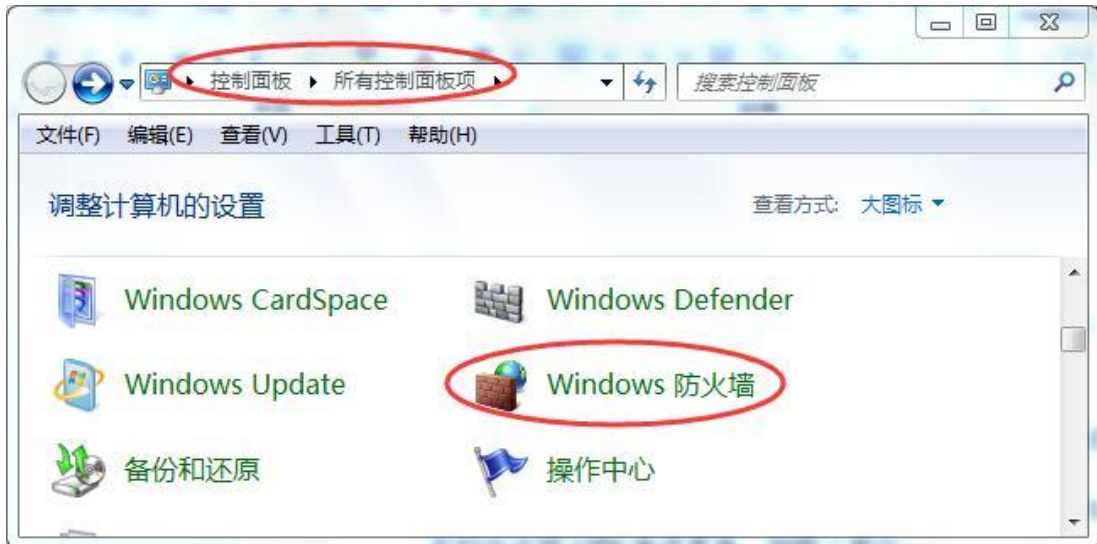 控制面板 所有控制面板项 搜索控制面板
文件(F) 编辑(E) 查看(V) 工具(T) 帮助(H)
调整计算机的设置 查看方式: 大图标
Windows CardSpace Windows Defender
Windows Update Windows 防火墙
备份和还原 操作中心